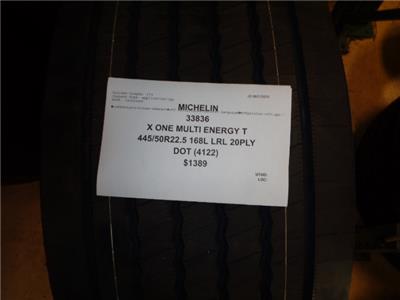 MICHELIN
33836
X ONE MULTI ENERGY T
445/50R22.5 168L LRL 20PLY
DOT (4122)
$1389